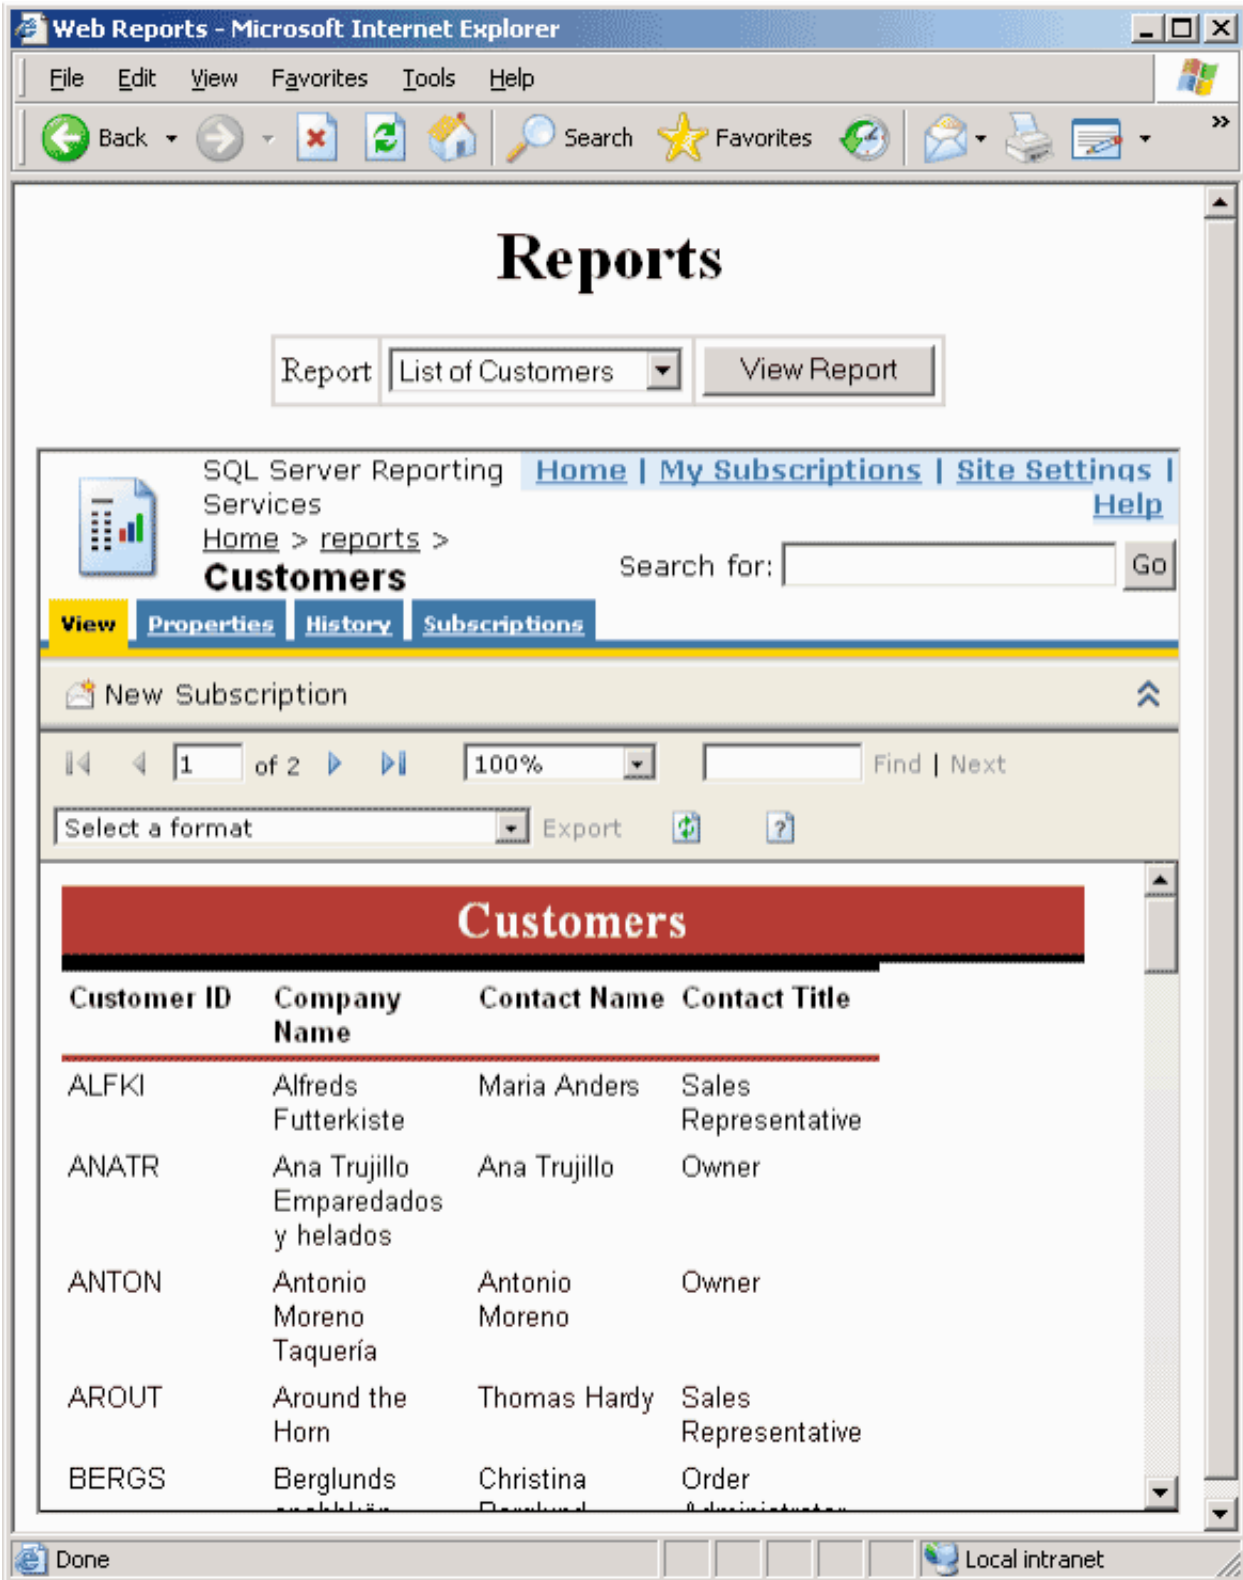 Web Reports - Microsoft Internet Explorer
File Edit View Favorites Tools Help
Back Search Favorites
Reports
Report List of Customers View Report
SQL Server Reporting Services
Home | My Subscriptions | Site Settings | Help
Home > reports >
Customers
Search for: Go
View Properties History Subscriptions
New Subscription
1 of 2 100% Find | Next
Select a format Export
Customers
Customer ID Company Name Contact Name Contact Title
ALFKI Alfreds Futterkiste Maria Anders Sales Representative
ANATR Ana Trujillo Emparedados y helados Ana Trujillo Owner
ANTON Antonio Moreno Taquería Antonio Moreno Owner
AROUT Around the Horn Thomas Hardy Sales Representative
BERGS Berglunds Christina Order
Done Local intranet